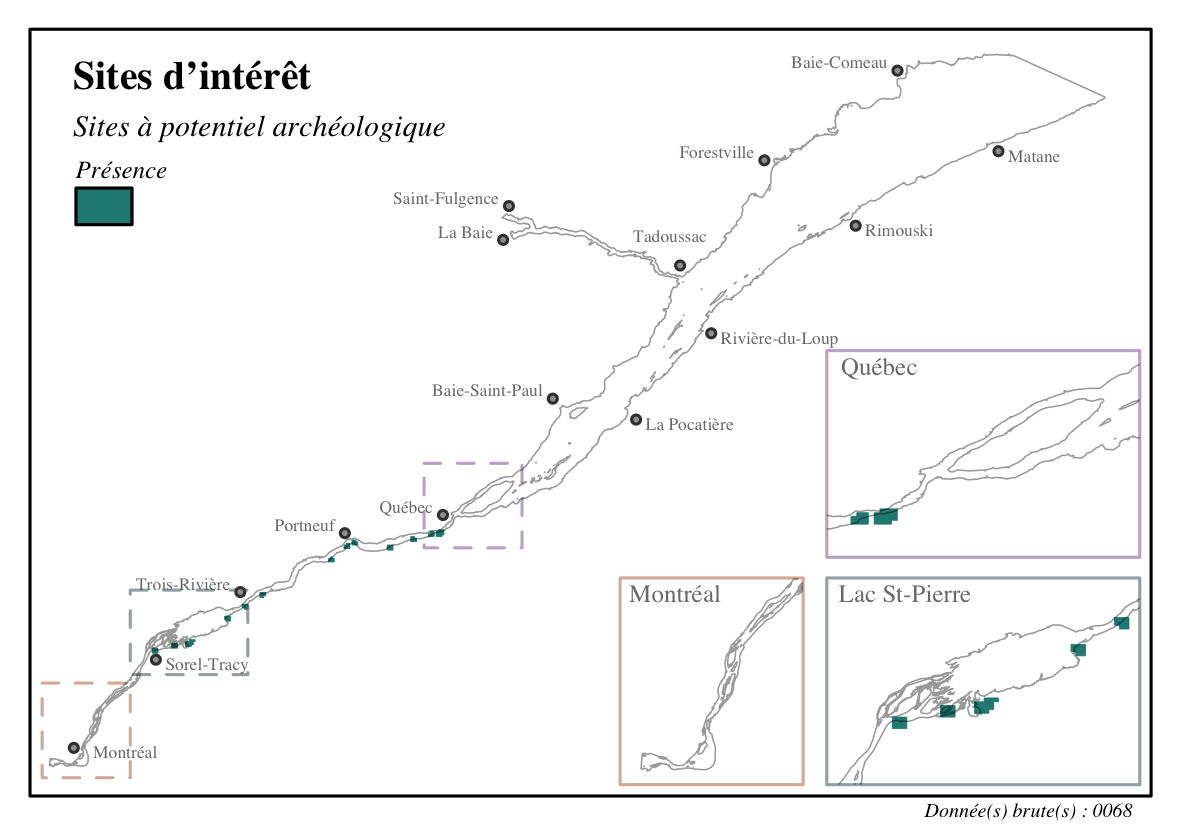 Sites d’intérêt
Sites à potentiel archéologique
Présence
Baie-Comeau
Forestville
Matane
Saint-Fulgence
La Baie
Tadoussac
Rimouski
Rivière-du-Loup
Baie-Saint-Paul
La Pocatière
Québec
Portneuf
Trois-Rivière
Sorel-Tracy
Montréal
Québec
Montréal
Lac St-Pierre
Donnée(s) brute(s) : 0068